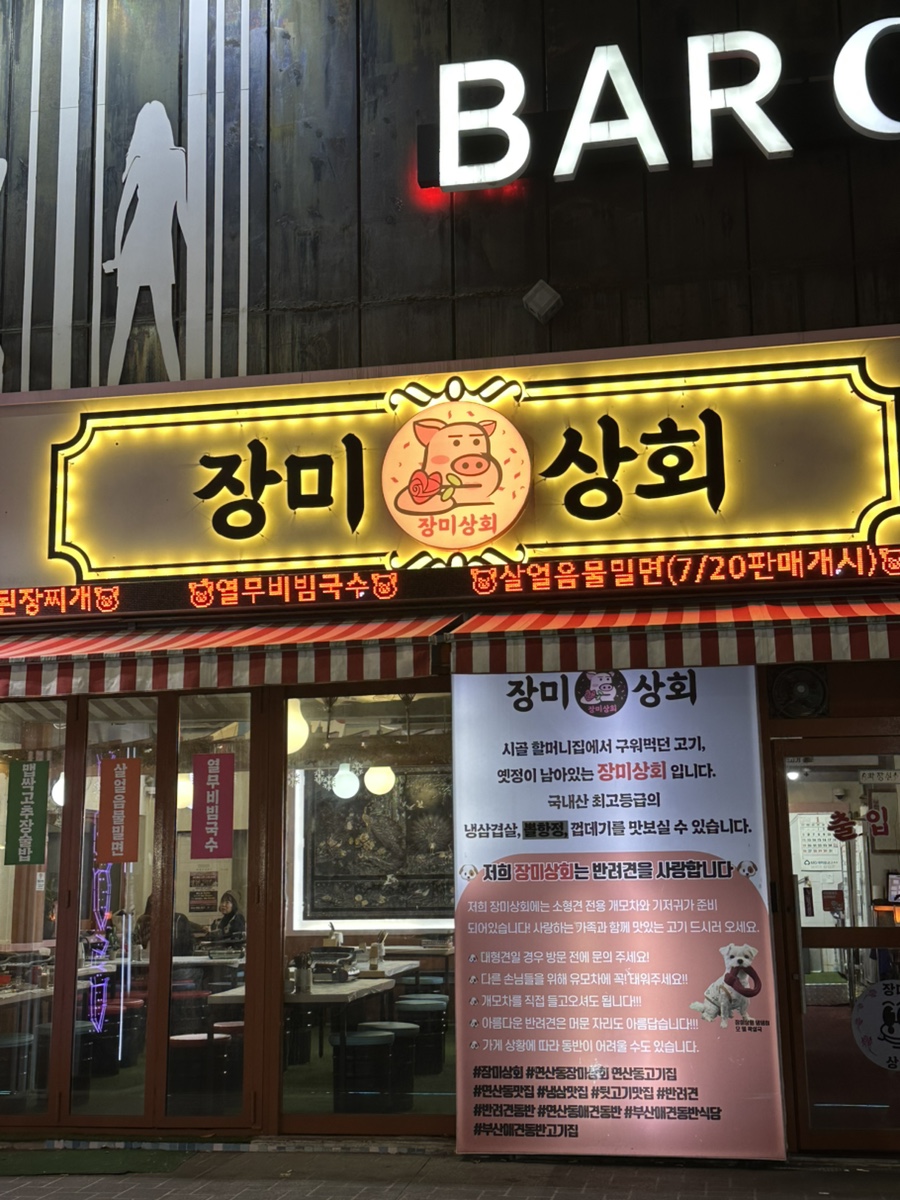 BAR
장미 상회
장미상회
된장찌개
열무비빔국수
살얼음물밀면(7/20판매개시)
맵싹고추장술밥
살얼음물밀면
열무비빔국수
장미 상회
장미상회
시골 할머니집에서 구워먹던 고기,
옛정이 남아있는 장미상회 입니다.
국내산 최고등급의
냉삼겹살, 뽈항정, 껍데기를 맛보실 수 있습니다.
저희 장미상회는 반려견을 사랑합니다
저희 장미상회에는 소형견 전용 개모차와 기저귀가 준비
되어있습니다! 사랑하는 가족과 함께 맛있는 고기 드시러 오세요.
대형견일 경우 방문 전에 문의 주세요!
다른 손님들을 위해 유모차에 꼭! 태워주세요!!
개모차를 직접 들고오셔도 됩니다!!!
아름다운 반려견은 머문 자리도 아름답습니다!!!
가게 상황에 따라 동반이 어려울 수도 있습니다.
#장미상회 #연산동장미상회 연산동고기집
#연산동맛집 #냉삼맛집 #뒷고기맛집 #반려견
#반려견동반 #연산동애견동반 #부산애견동반식당
#부산애견동반고기집
출입